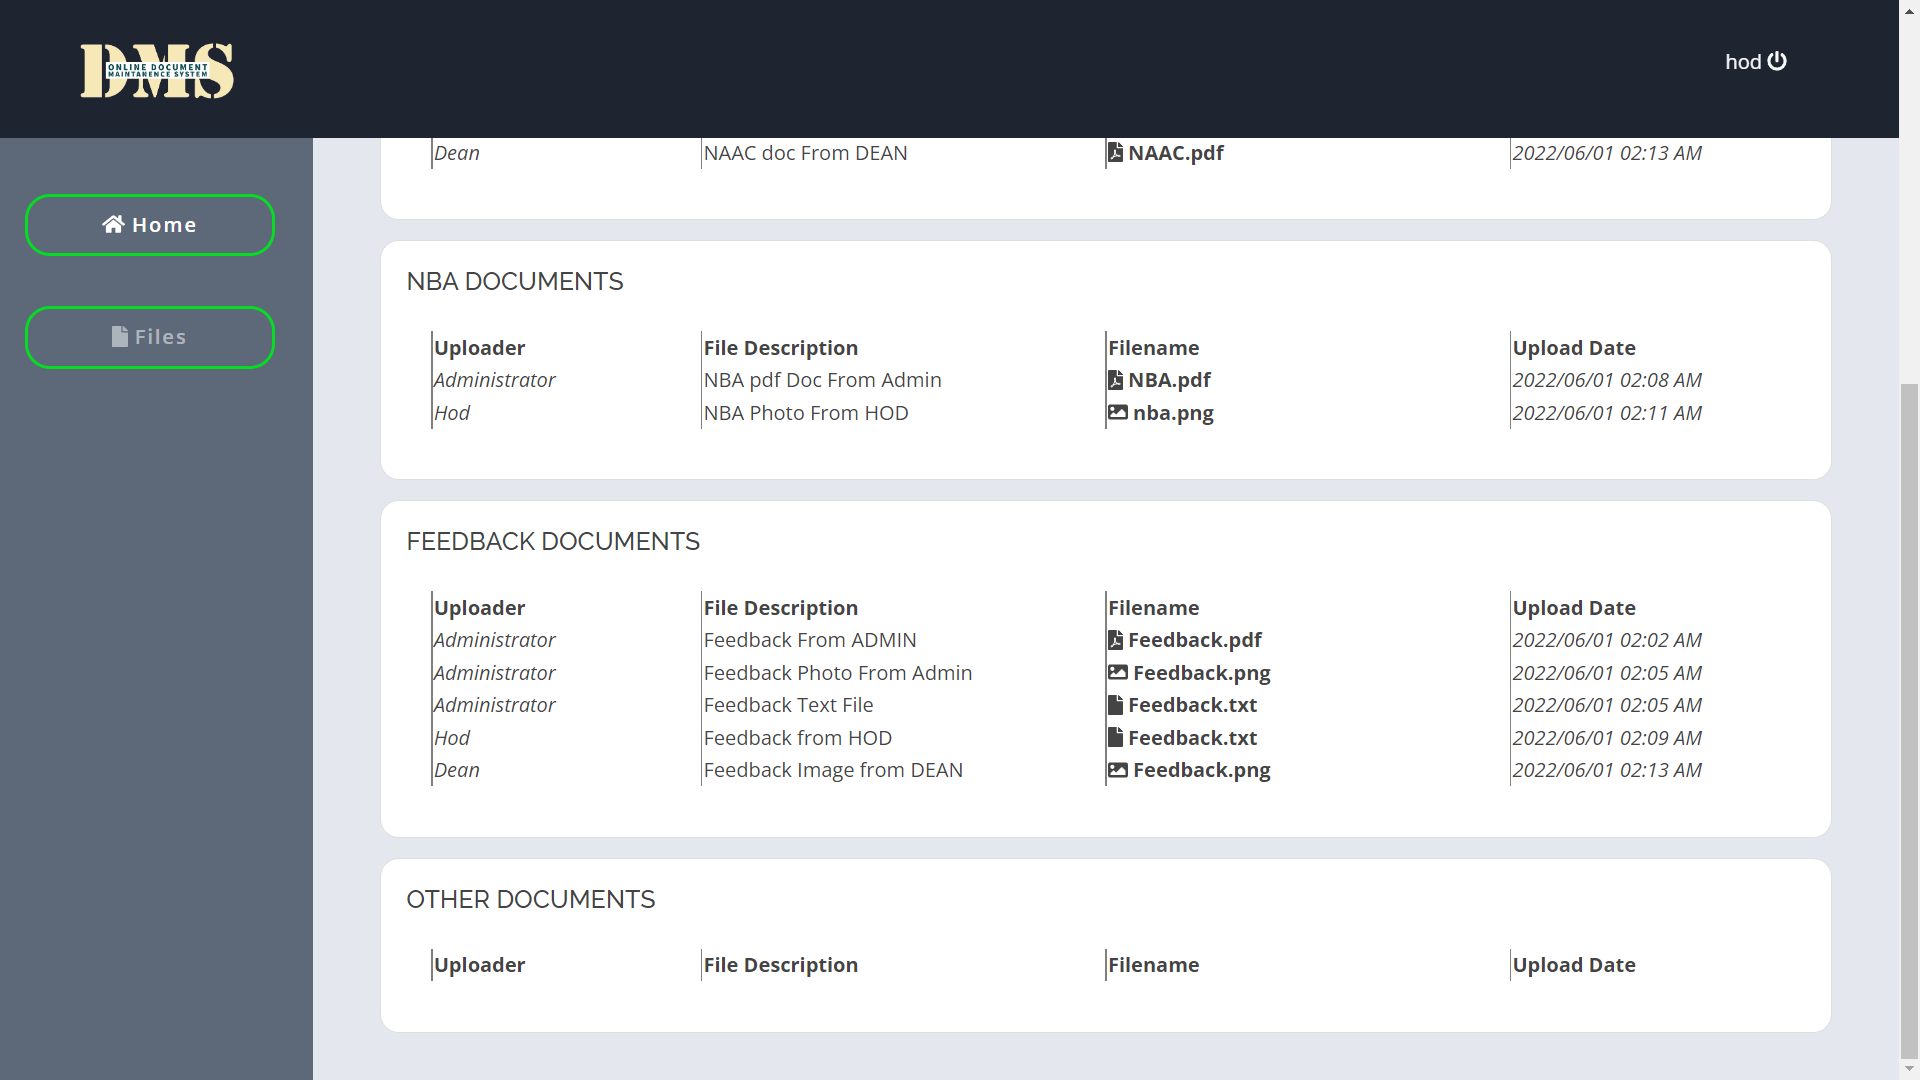 DMS
ONLINE DOCUMENT
MAINTANENCE SYSTEM
hod
Home
Files
Dean NAAC doc From DEAN NAAC.pdf 2022/06/01 02:13 AM
NBA DOCUMENTS
Uploader File Description Filename Upload Date
Administrator NBA pdf Doc From Admin NBA.pdf 2022/06/01 02:08 AM
Hod NBA Photo From HOD nba.png 2022/06/01 02:11 AM
FEEDBACK DOCUMENTS
Uploader File Description Filename Upload Date
Administrator Feedback From ADMIN Feedback.pdf 2022/06/01 02:02 AM
Administrator Feedback Photo From Admin Feedback.png 2022/06/01 02:05 AM
Administrator Feedback Text File Feedback.txt 2022/06/01 02:05 AM
Hod Feedback from HOD Feedback.txt 2022/06/01 02:09 AM
Dean Feedback Image from DEAN Feedback.png 2022/06/01 02:13 AM
OTHER DOCUMENTS
Uploader File Description Filename Upload Date